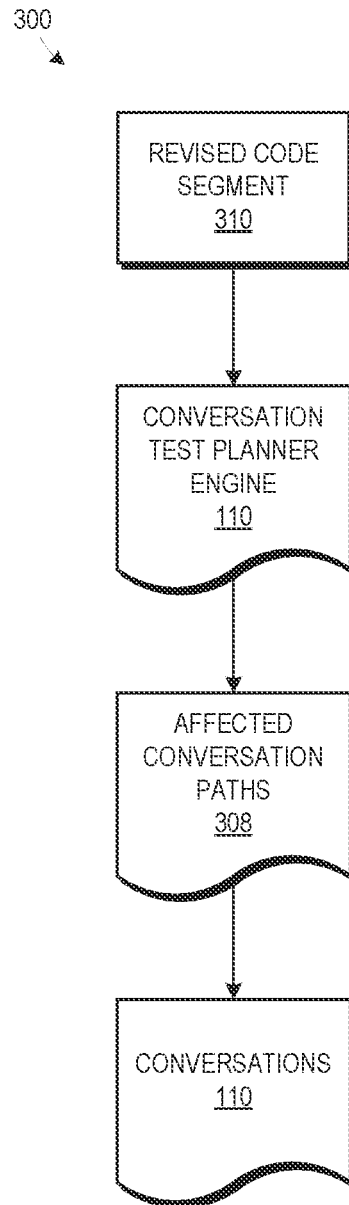 300
REVISED CODE
SEGMENT
310
CONVERSATION
TEST PLANNER
ENGINE
110
AFFECTED
CONVERSATION
PATHS
308
CONVERSATIONS
110